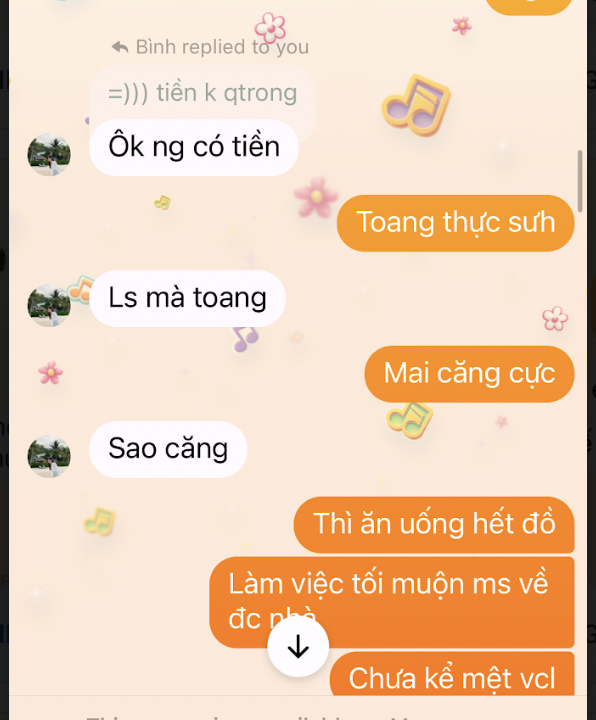 Bình replied to you
=))) tiền k qtrong
Ôk ng có tiền
Toang thực sưh
Ls mà toang
Mai căng cực
Sao căng
Thì ăn uống hết đồ
Làm việc tối muộn ms về
đc nhà
Chưa kể mệt vcl